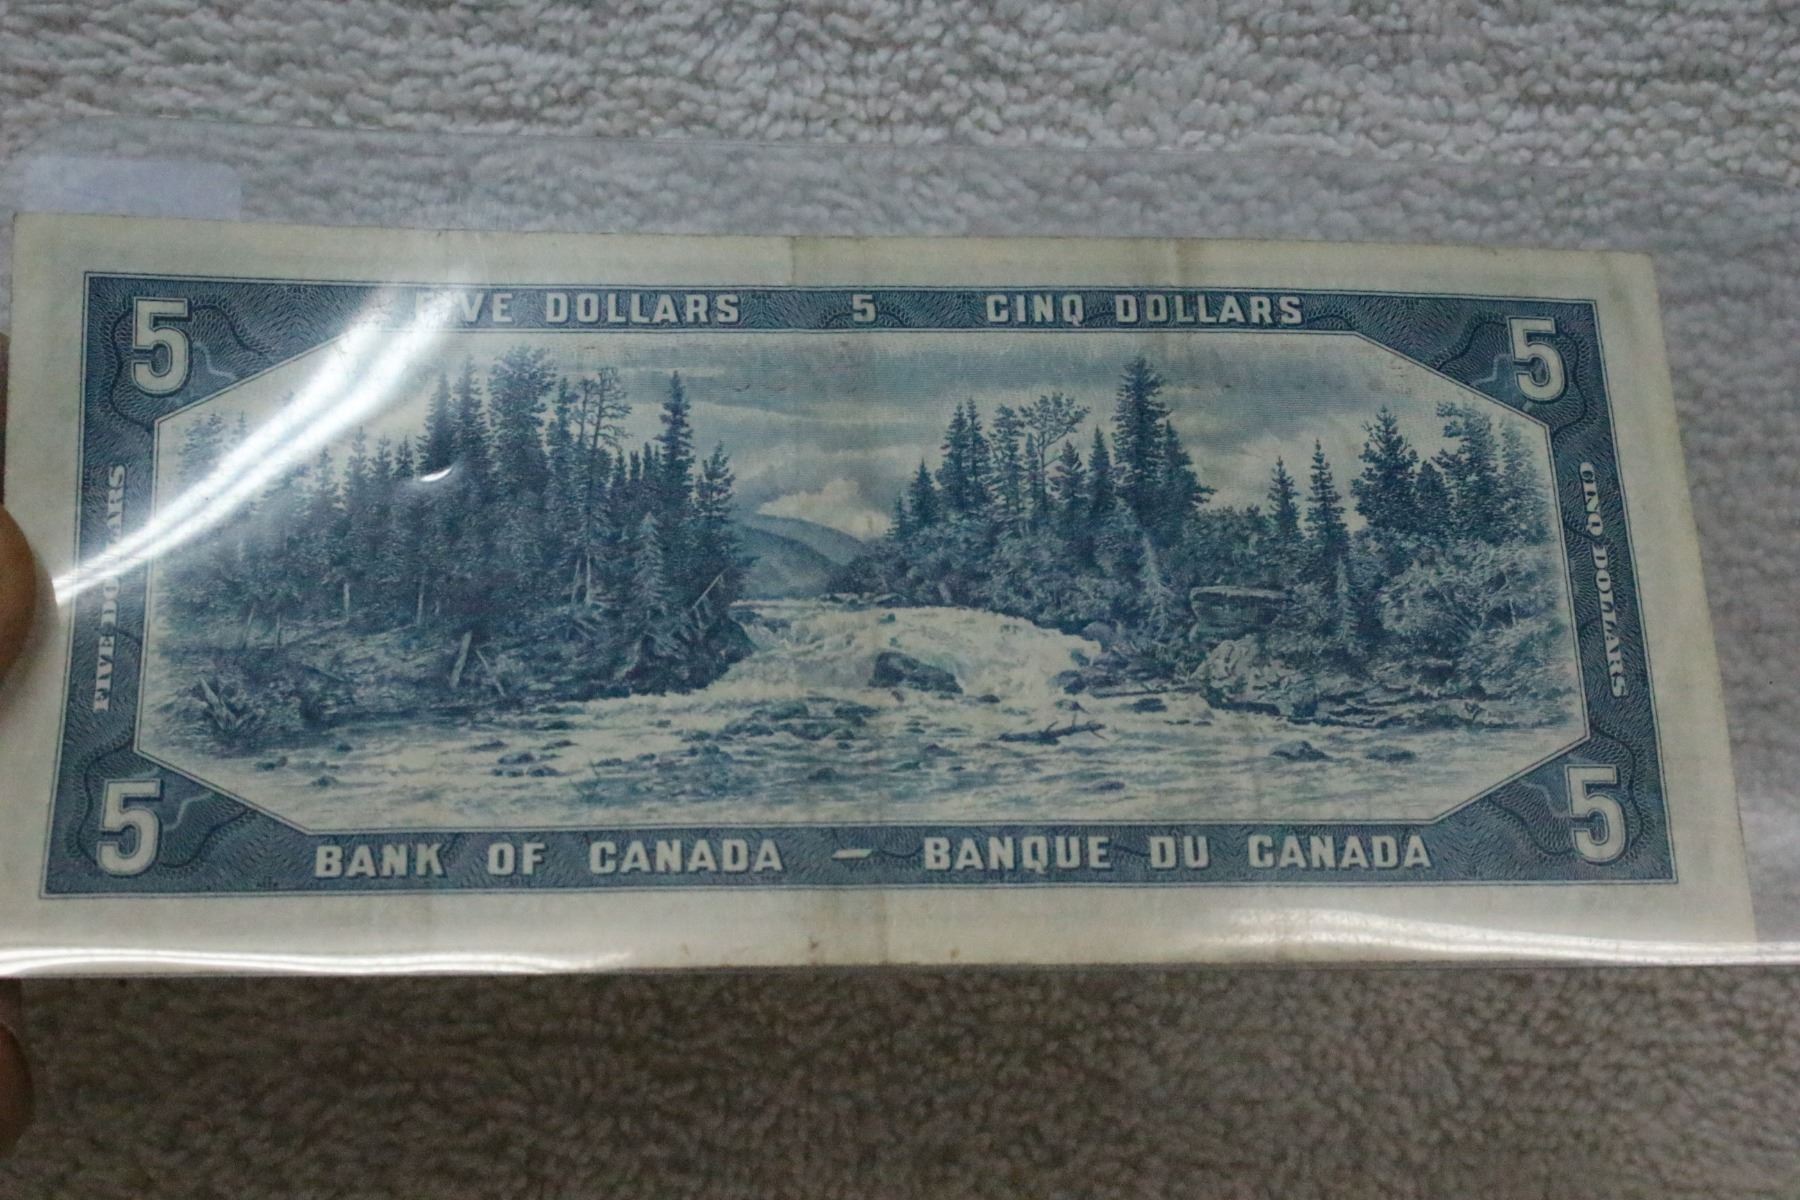 5 FIVE DOLLARS 5 CINQ DOLLARS 5
FIVE DOLLARS
CINQ DOLLARS
5 BANK OF CANADA – BANQUE DU CANADA 5